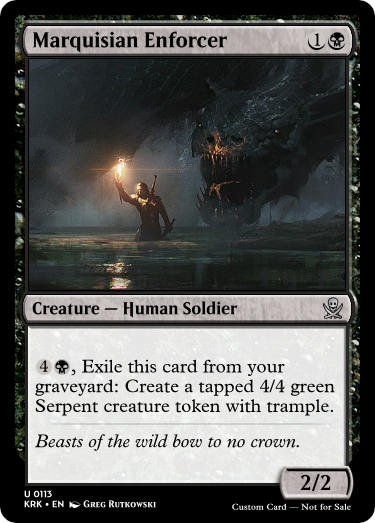 Marquisian Enforcer 1
Creature — Human Soldier
4, Exile this card from your
graveyard: Create a tapped 4/4 green
Serpent creature token with trample.
Beasts of the wild bow to no crown.
2/2
U 0113
KRK • EN Greg Rutkowski
Custom Card — Not for Sale